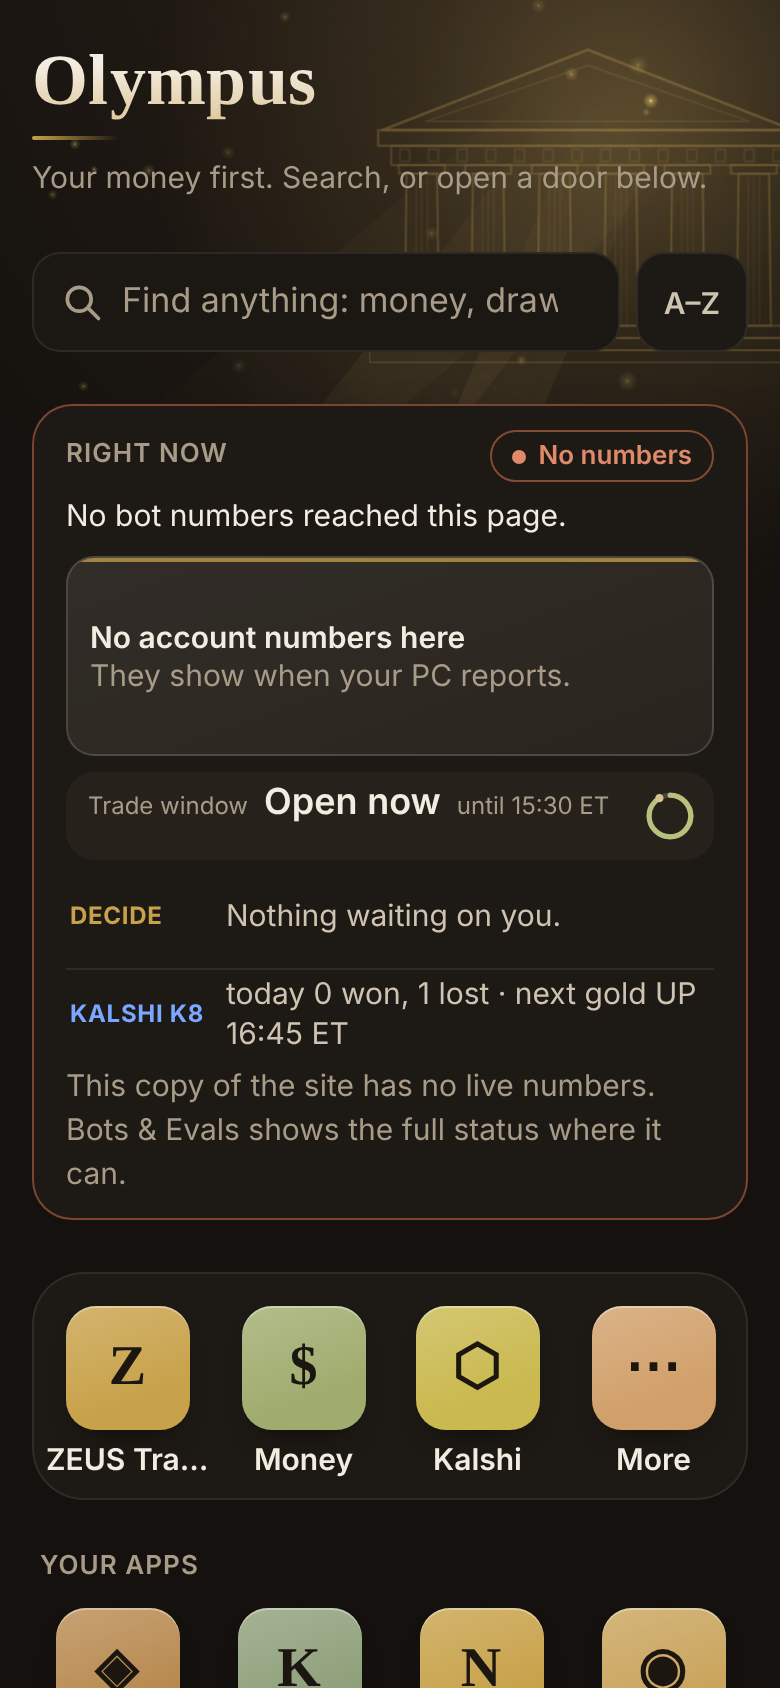 Olympus
Your money first. Search, or open a door below.
Find anything: money, draw
A–Z
RIGHT NOW
No numbers
No bot numbers reached this page.
No account numbers here
They show when your PC reports.
Trade window Open now until 15:30 ET
DECIDE
Nothing waiting on you.
KALSHI K8
today 0 won, 1 lost · next gold UP
16:45 ET
This copy of the site has no live numbers.
Bots & Evals shows the full status where it
can.
Z
$
ZEUS Tra...
Money
Kalshi
More
YOUR APPS
K
N